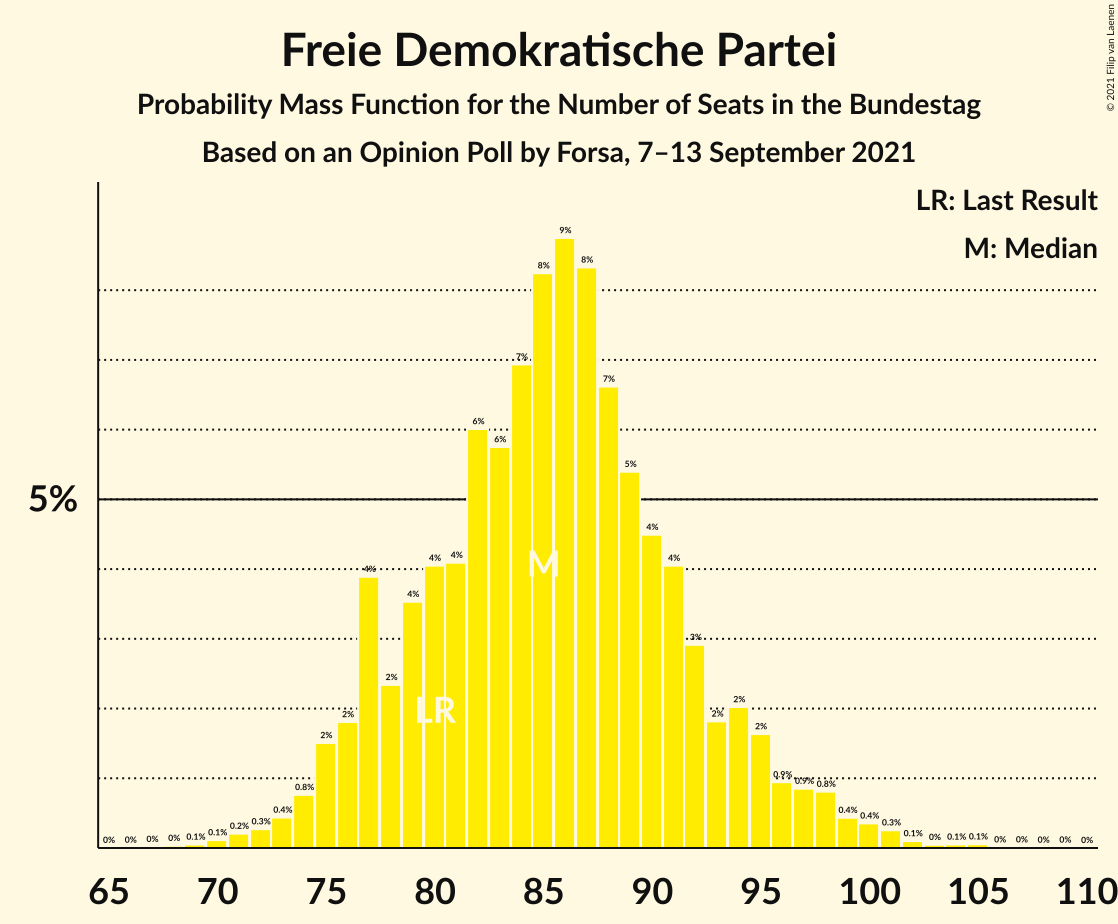 Freie Demokratische Partei
Probability Mass Function for the Number of Seats in the Bundestag
Based on an Opinion Poll by Forsa, 7–13 September 2021
© 2021 Filip van Laenen
LR: Last Result
M: Median
5%
0% 0% 0% 0% 0.1% 0.1% 0.2% 0.3% 0.4% 0.8% 2% 2% 4% 2% 4% 4% 4% 6% 6% 7% 8% 9% 8% 7% 5% 4% 4% 3% 2% 2% 2% 0.9% 0.9% 0.8% 0.4% 0.4% 0.3% 0.1% 0% 0.1% 0.1% 0% 0% 0% 0% 0%
M
LR
65 70 75 80 85 90 95 100 105 110